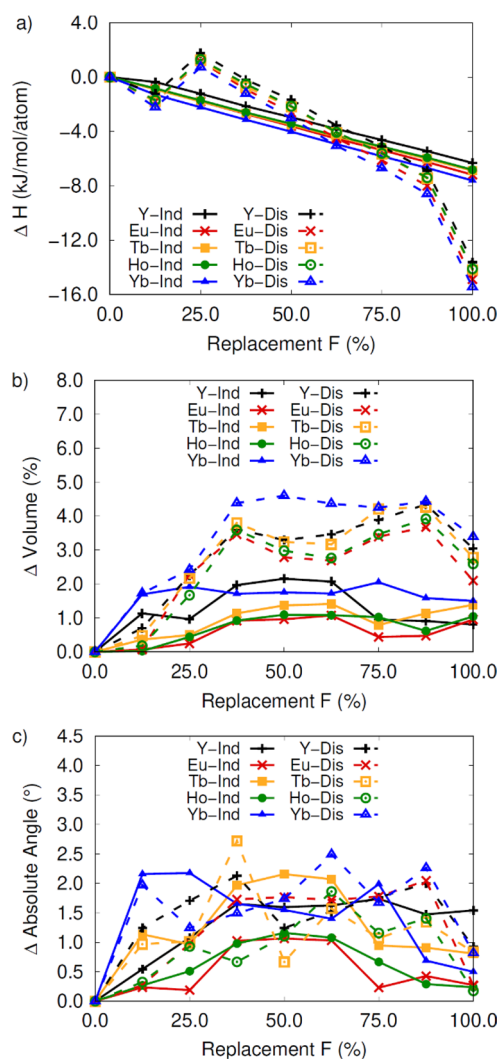 a)
4.0
0.0
−4.0
−8.0
−12.0
−16.0
Δ H (kJ/mol/atom)
Y−Ind Y−Dis
Eu−Ind Eu−Dis
Tb−Ind Tb−Dis
Ho−Ind Ho−Dis
Yb−Ind Yb−Dis
0.0 25.0 50.0 75.0 100.0
Replacement F (%)
b)
8.0
7.0
6.0
5.0
4.0
3.0
2.0
1.0
0.0
Δ Volume (%)
Y−Ind Y−Dis
Eu−Ind Eu−Dis
Tb−Ind Tb−Dis
Ho−Ind Ho−Dis
Yb−Ind Yb−Dis
0.0 25.0 50.0 75.0 100.0
Replacement F (%)
c)
4.5
4.0
3.5
3.0
2.5
2.0
1.5
1.0
0.5
0.0
Δ Absolute Angle (°)
Y−Ind Y−Dis
Eu−Ind Eu−Dis
Tb−Ind Tb−Dis
Ho−Ind Ho−Dis
Yb−Ind Yb−Dis
0.0 25.0 50.0 75.0 100.0
Replacement F (%)